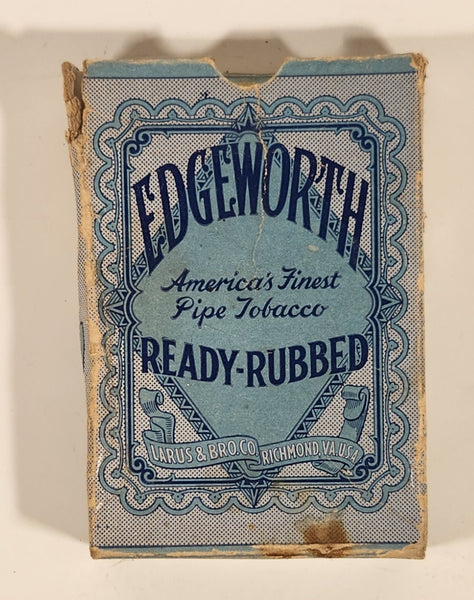 EDGEWORTH
America's Finest
Pipe Tobacco
READY-RUBBED
LARUS & BRO. CO. RICHMOND, VA. U.S.A.